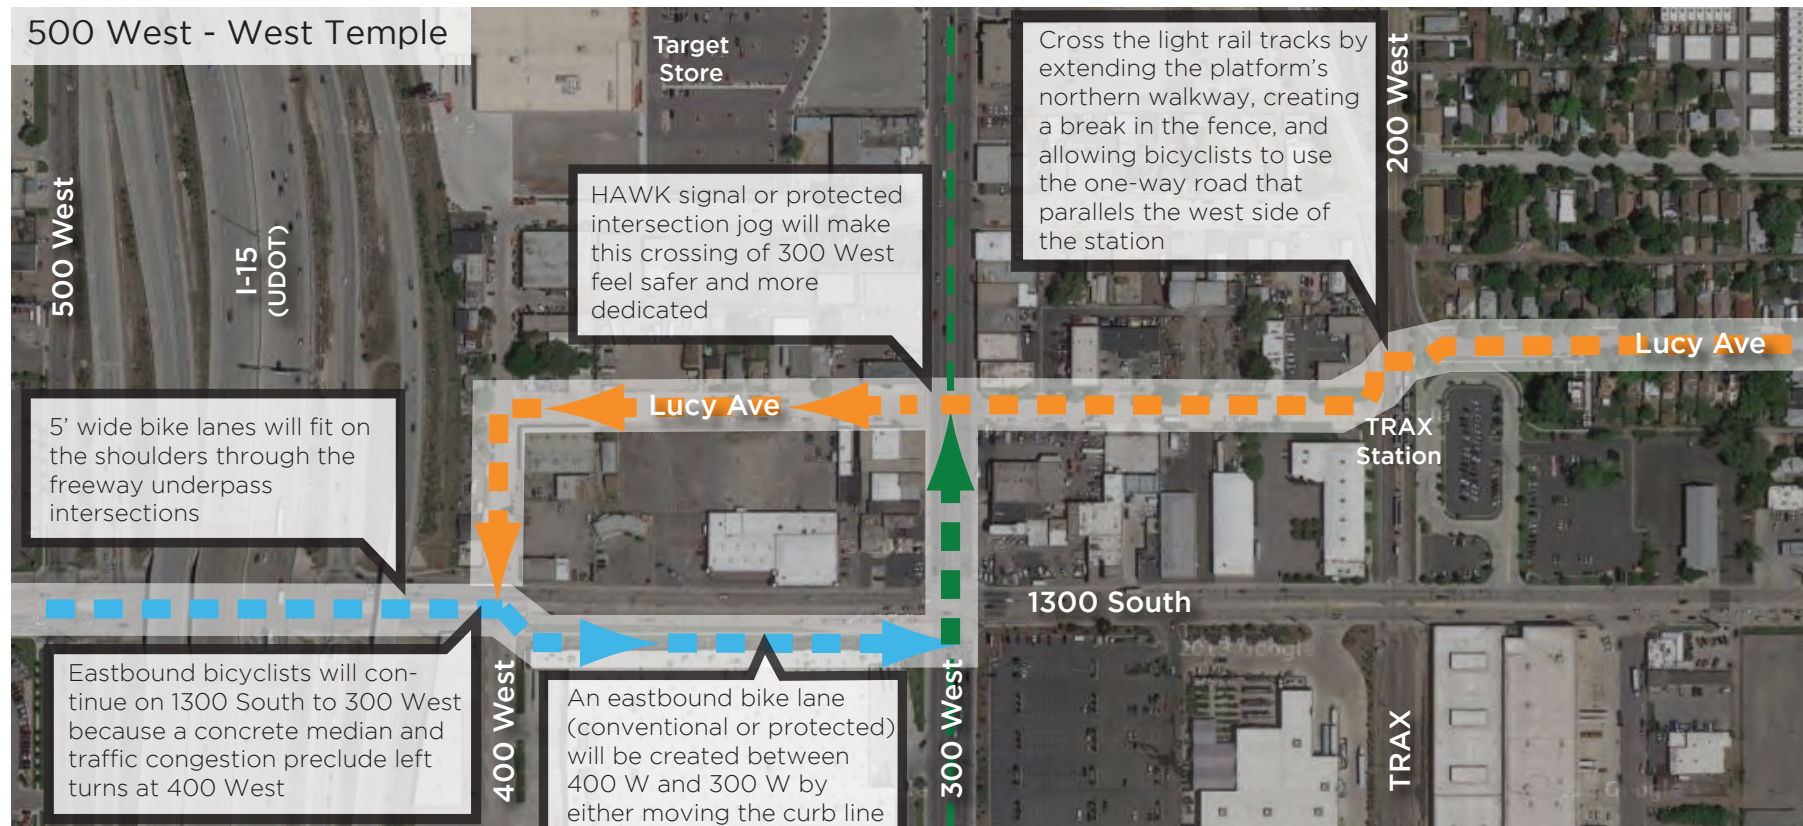 500 West - West Temple
Target
Store
Cross the light rail tracks by
extending the platform's
northern walkway, creating
a break in the fence, and
allowing bicyclists to use
the one-way road that
parallels the west side of
the station
200 West
500 West
I-15
(UDOT)
HAWK signal or protected
intersection jog will make
this crossing of 300 West
feel safer and more
dedicated
Lucy Ave
Lucy Ave
5' wide bike lanes will fit on
the shoulders through the
freeway underpass
intersections
TRAX
Station
1300 South
Eastbound bicyclists will con-
tinue on 1300 South to 300 West
because a concrete median and
traffic congestion preclude left
turns at 400 West
400 West
An eastbound bike lane
(conventional or protected)
will be created between
400 W and 300 W by
either moving the curb line
300 West
TRAX
2013 Google
Google